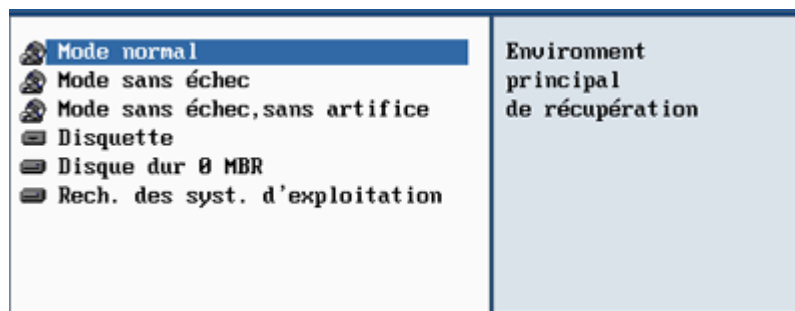 Mode normal
Mode sans échec
Mode sans échec,sans artifice
Disquette
Disque dur 0 MBR
Rech. des syst. d'exploitation
Environment
principal
de récupération